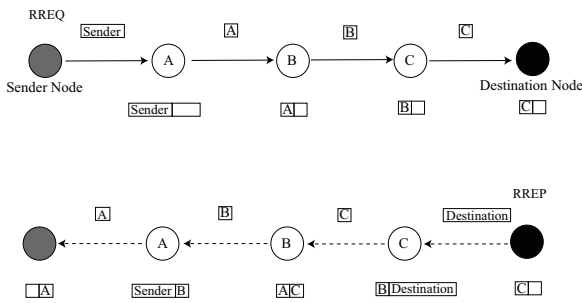 RREQ
Sender A B C
A B C
Sender Node Destination Node
Sender A B C
RREP
A B C Destination
A B C
A Sender B A C B Destination C